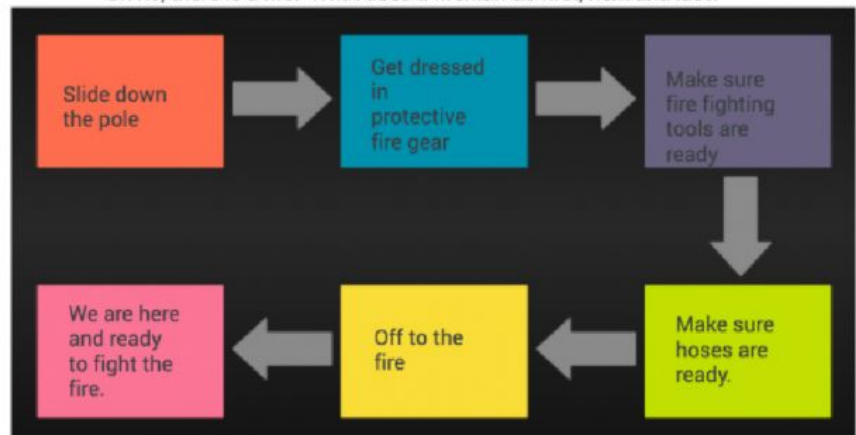 Slide down
the pole
Get dressed
in
protective
fire gear
Make sure
fire fighting
tools are
ready
Make sure
hoses are
ready.
Off to the
fire
We are here
and ready
to fight the
fire.